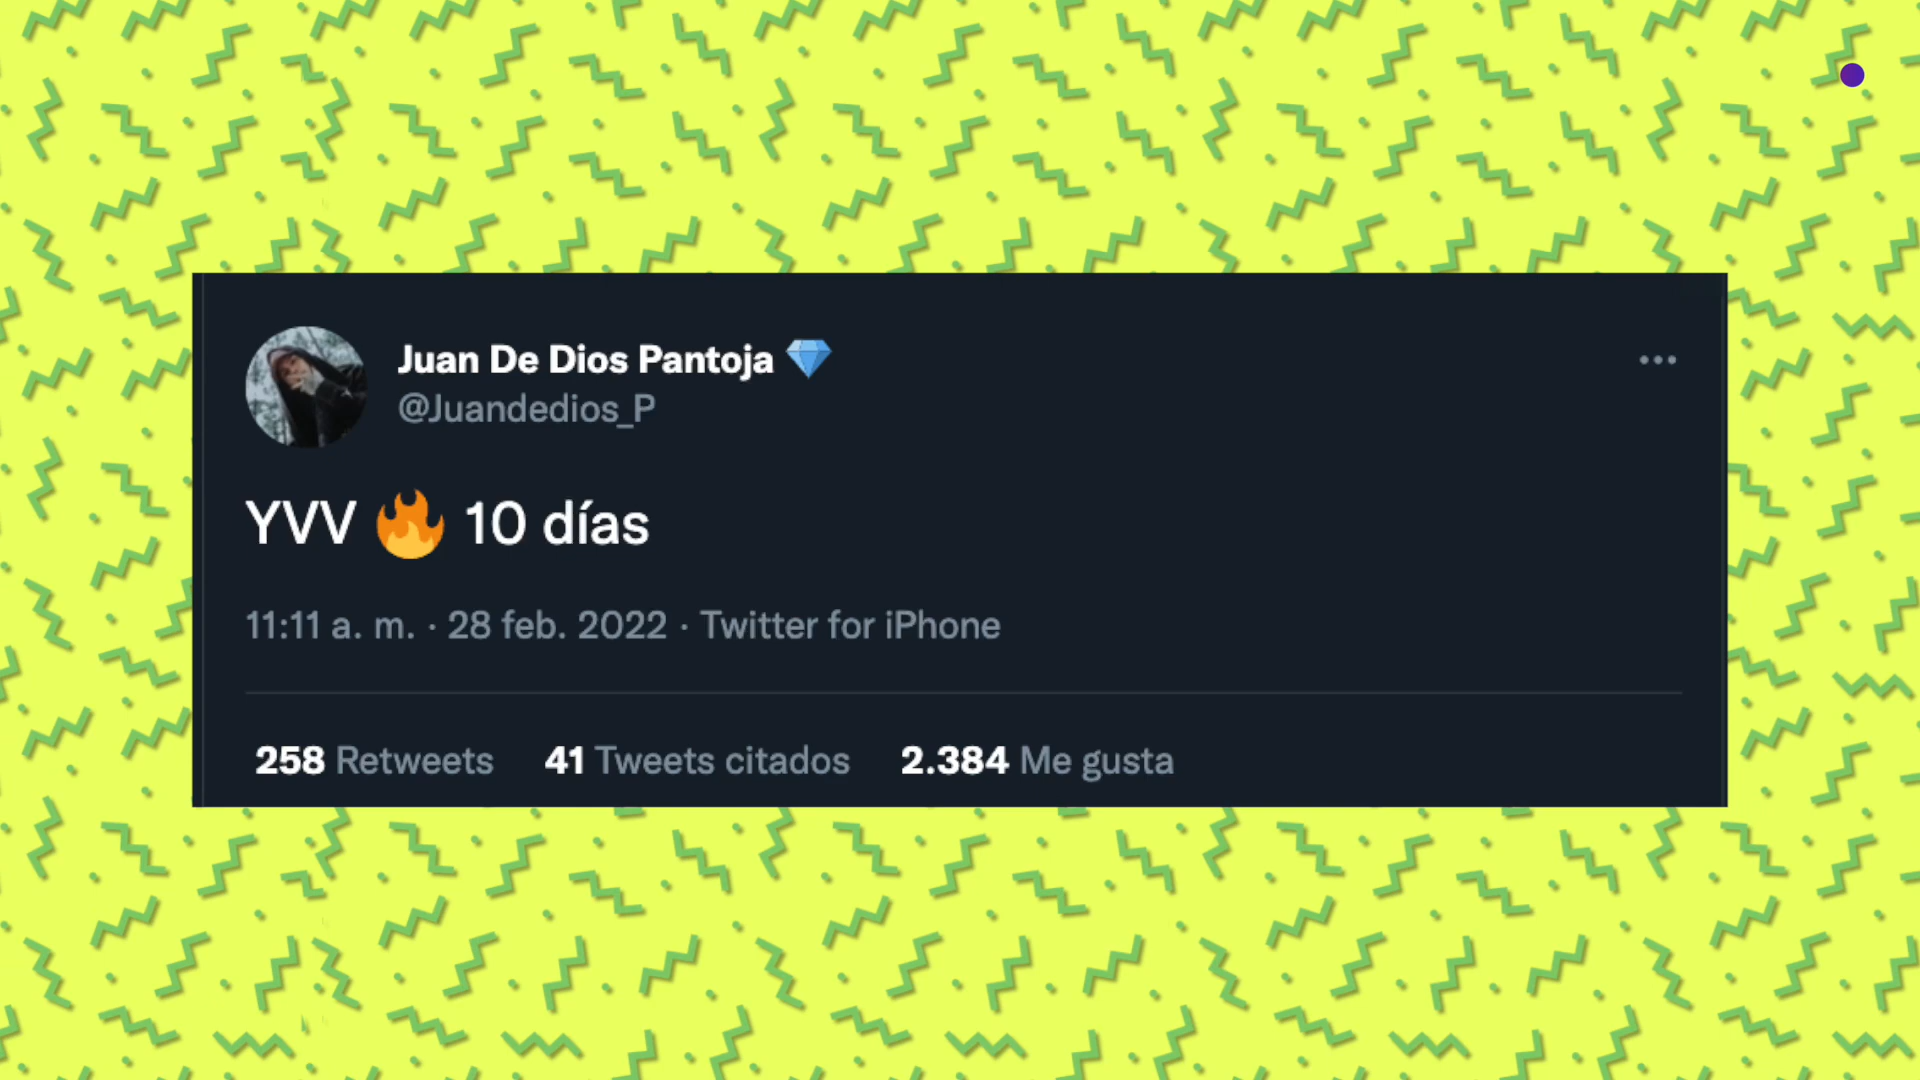 Juan De Dios Pantoja 💎
@Juandedios_P
YVV 🔥 10 días
11:11 a. m. · 28 feb. 2022 · Twitter for iPhone
258 Retweets 41 Tweets citados 2.384 Me gusta